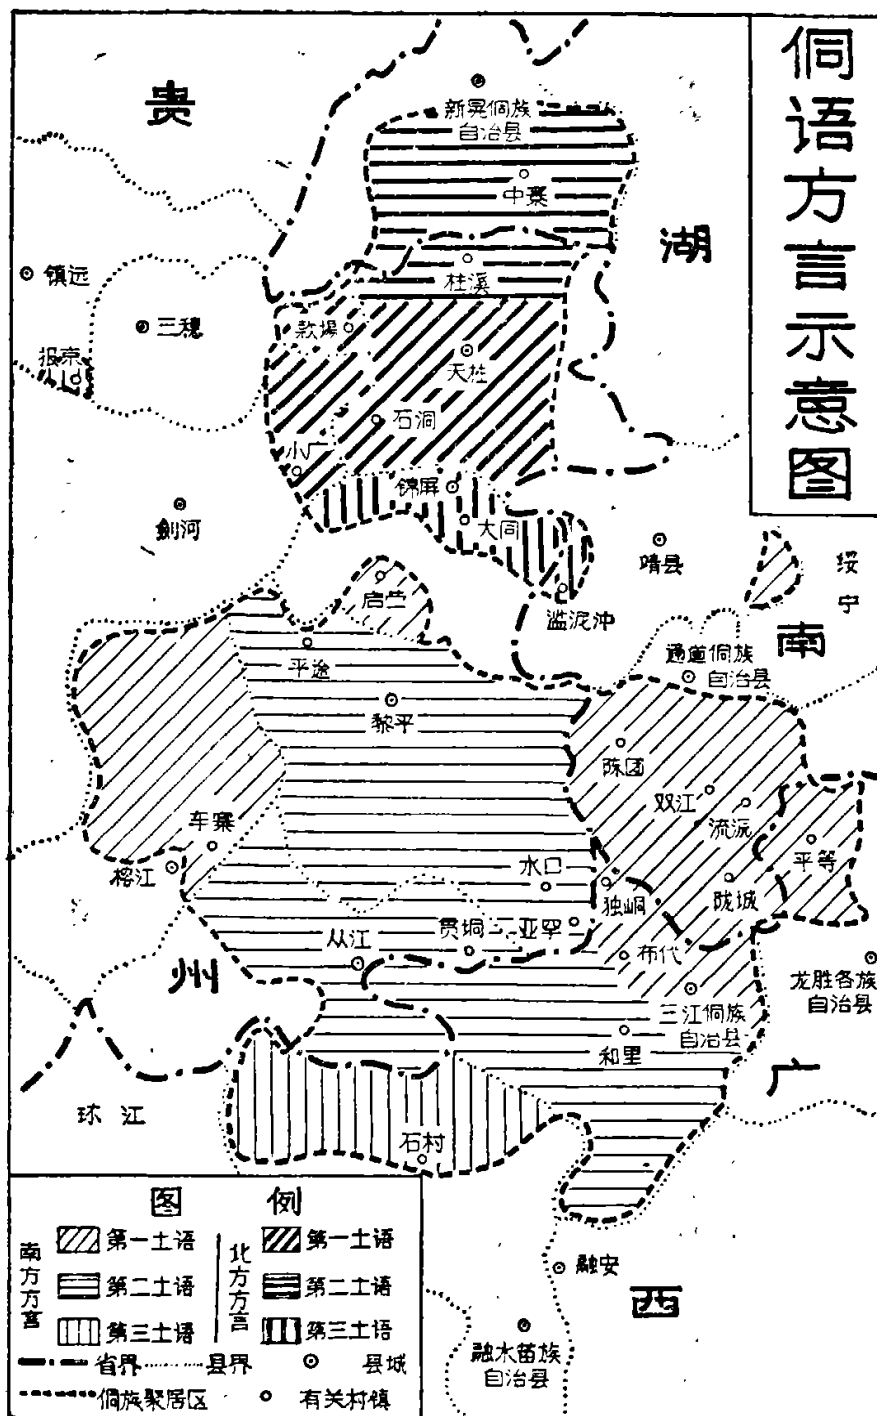 侗语方言示意图
贵
新晃侗族
自治县
中寨
湖
镇远
柱溪
三穗
款場
天柱
报京
石洞
小广
锦屏
大同
剑河
靖县
绥宁
滥泥冲
启兰
南
通道侗族
自治县
平途
黎平
陈团
双江
流沅
车寨
平等
榕江
水口
独峒
陇城
贯垌
亚罕
从江
布代
州
龙胜各族
自治县
三江侗族
自治县
和里
广
环江
石村
图例
南方方言
第一土语
第二土语
第三土语
北方方言
第一土语
第二土语
第三土语
省界
县界
县城
侗族聚居区
有关村镇
融安
西
融水苗族
自治县